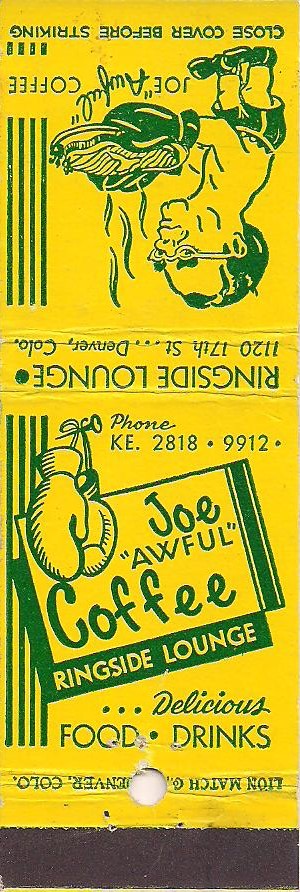 CLOSE COVER BEFORE STRIKING
JOE "Awful" COFFEE
1120 17th St.... Denver, Colo.
RINGSIDE LOUNGE •
Phone
KE. 2818 • 9912 •
Joe
"AWFUL"
Coffee
RINGSIDE LOUNGE
... Delicious
FOOD • DRINKS
LION MATCH DENVER, COLO.